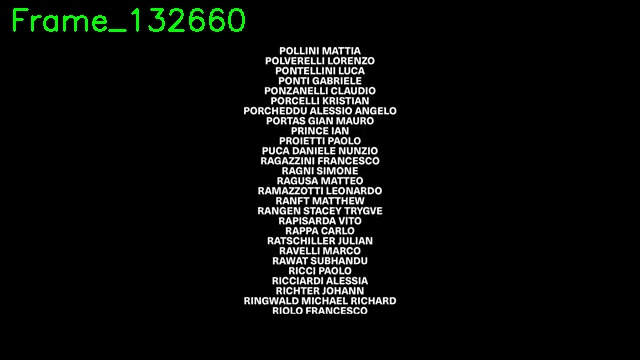 Frame_132660
POLLINI MATTIA
POLVERELLI LORENZO
PONTELLINI LUCA
PONTI GABRIELE
PONZANELLI CLAUDIO
PORCELLI KRISTIAN
PORCHEDDU ALESSIO ANGELO
PORTAS GIAN MAURO
PRINCE IAN
PROIETTI PAOLO
PUCA DANIELE NUNZIO
RAGAZZINI FRANCESCO
RAGNI SIMONE
RAGUSA MATTEO
RAMAZZOTTI LEONARDO
RANFT MATTHEW
RANGEN STACEY TRYGVE
RAPISARDA VITO
RAPPA CARLO
RATSCHILLER JULIAN
RAVELLI MARCO
RAWAT SUBHANDU
RICCI PAOLO
RICCIARDI ALESSIA
RICHTER JOHANN
RINGWALD MICHAEL RICHARD
RIOLO FRANCESCO